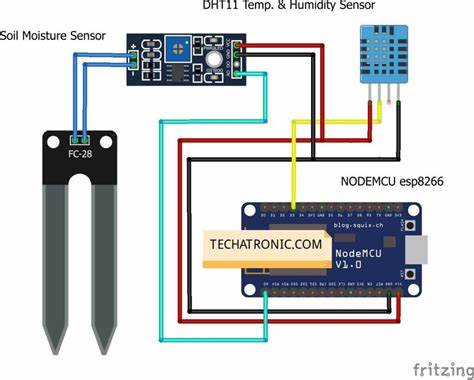 DHT11 Temp. & Humidity Sensor
Soil Moisture Sensor
FC-28
NODEMCU esp8266
blog-squix-ch
TECHATRONIC.COM
NodeMCU
V1.0
fritzing